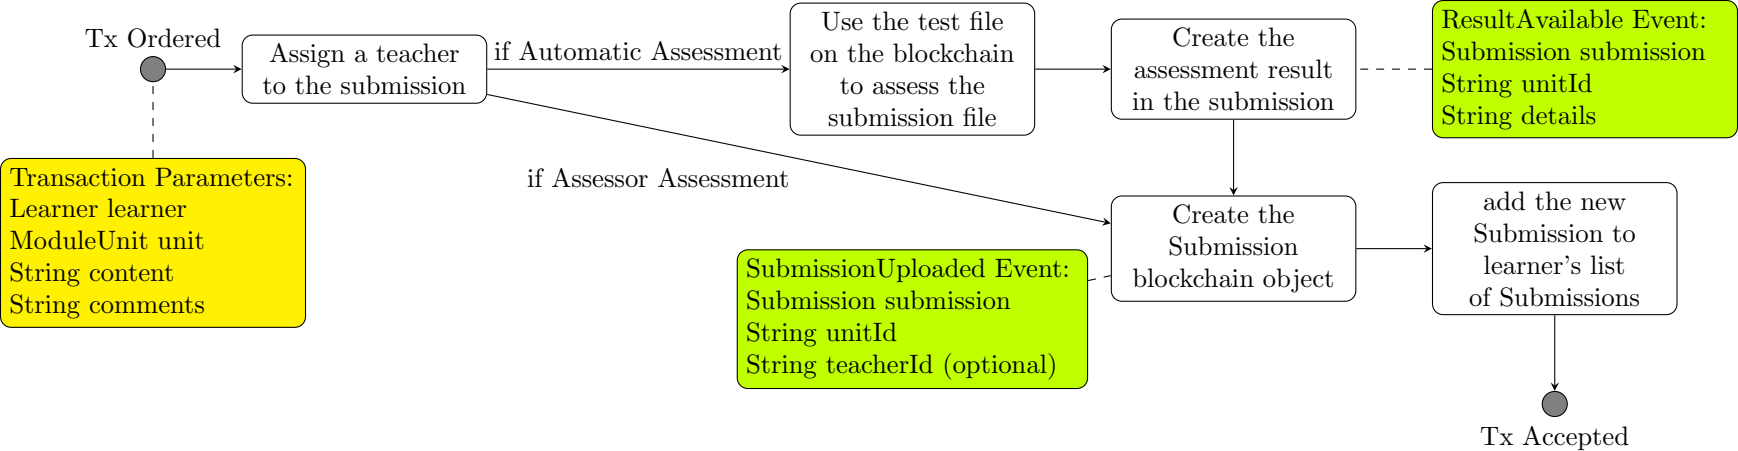 Tx Ordered
Assign a teacher
to the submission
if Automatic Assessment
Use the test file
on the blockchain
to assess the
submission file
Create the
assessment result
in the submission
ResultAvailable Event:
Submission submission
String unitId
String details
Transaction Parameters:
Learner learner
ModuleUnit unit
String content
String comments
if Assessor Assessment
Create the
Submission
blockchain object
add the new
Submission to
learner's list
of Submissions
SubmissionUploaded Event:
Submission submission
String unitId
String teacherId (optional)
Tx Accepted